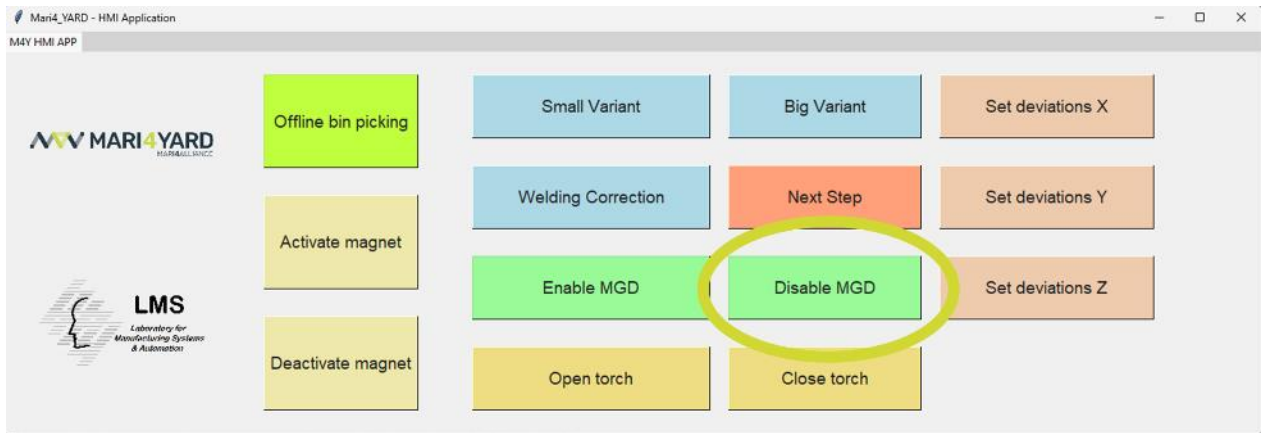 Mari4_YARD - HMI Application
M4Y HMI APP
MARI4YARD
MARI4ALLIANCE
LMS
Laboratory for
Manufacturing Systems
& Automation
Offline bin picking
Activate magnet
Deactivate magnet
Small Variant
Big Variant
Set deviations X
Welding Correction
Next Step
Set deviations Y
Enable MGD
Disable MGD
Set deviations Z
Open torch
Close torch